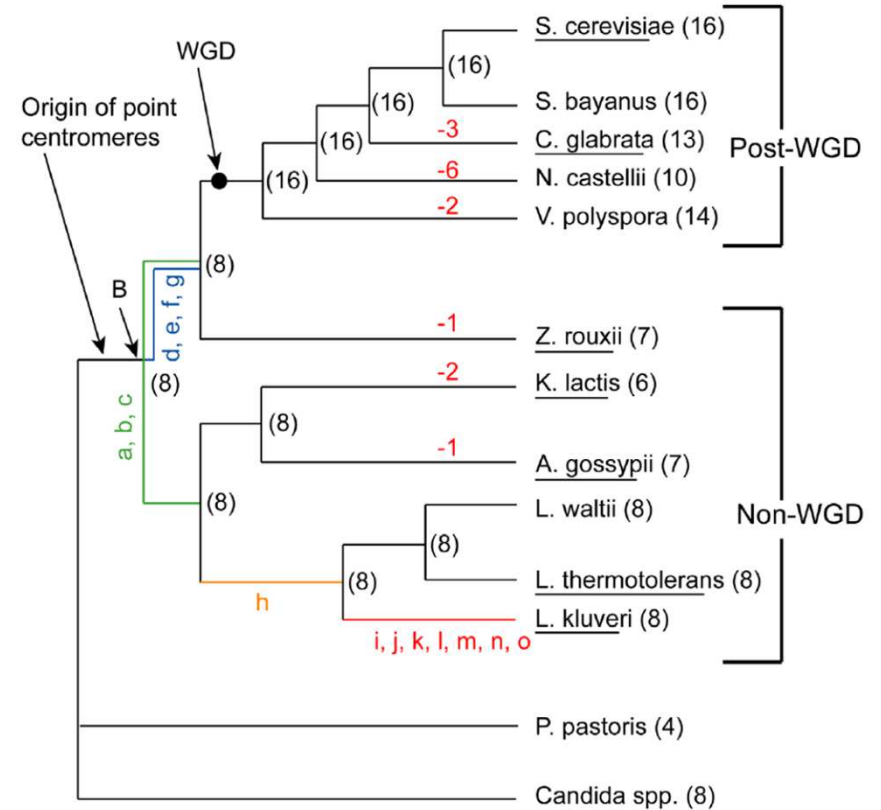 S. cerevisiae (16)
WGD
(16)
Origin of point
centromeres
(16)
S. bayanus (16)
-3
(16)
C. glabrata (13)
Post-WGD
-6
(16)
N. castellii (10)
-2
V. polyspora (14)
(8)
d, e, f, g
B
-1
Z. rouxii (7)
(8)
-2
K. lactis (6)
a, b, c
(8)
-1
A. gossypii (7)
(8)
L. waltii (8)
Non-WGD
(8)
(8)
L. thermotolerans (8)
h
L. kluveri (8)
i, j, k, l, m, n, o
P. pastoris (4)
Candida spp. (8)